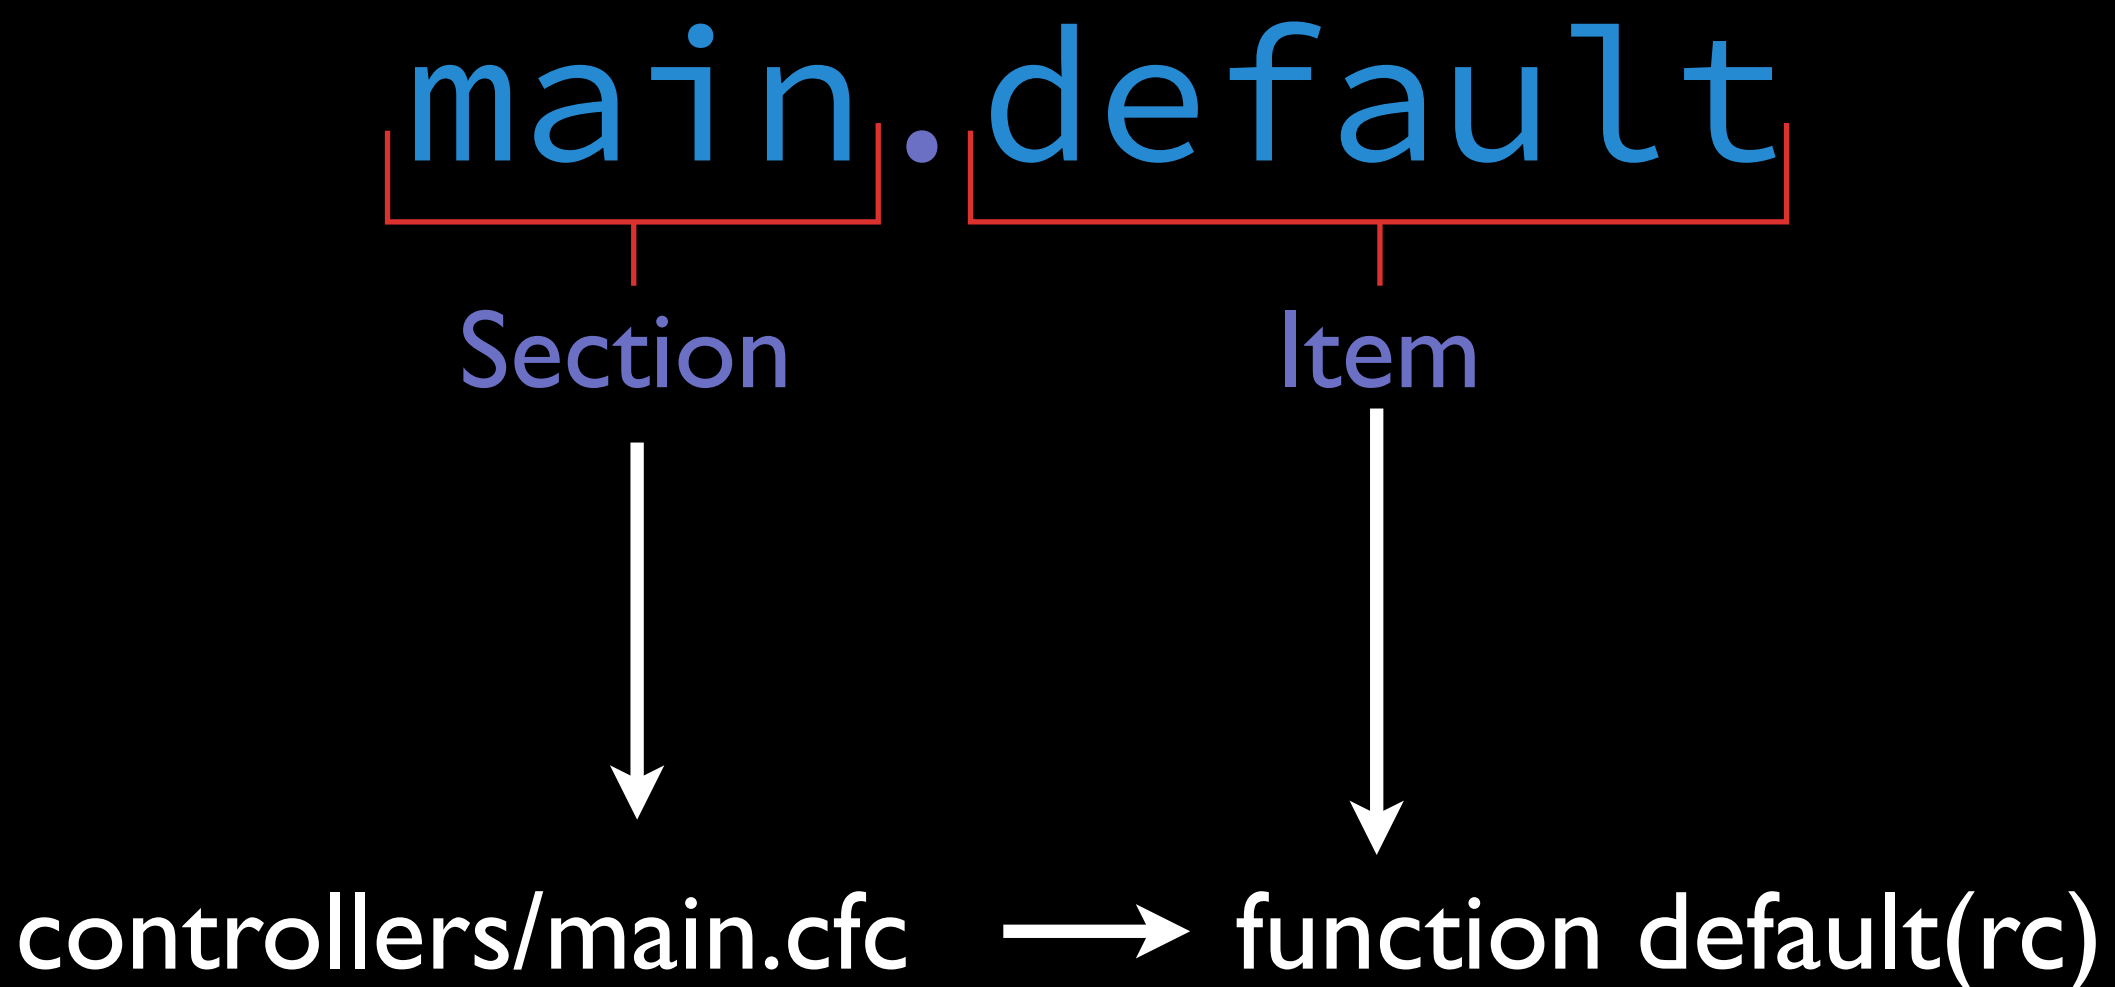 main.default
Section Item
controllers/main.cfc function default(rc)